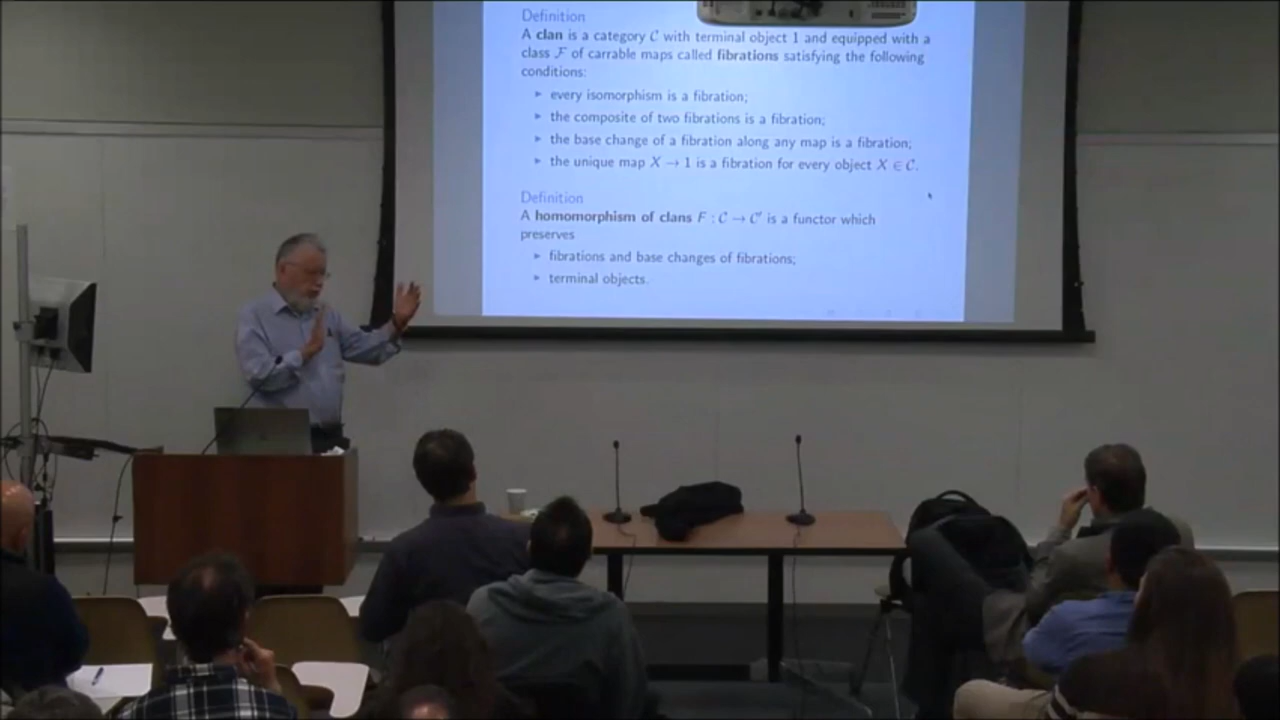 Definition
A clan is a category 𝒞 with terminal object 1 and equipped with a
class ℱ of carrable maps called fibrations satisfying the following
conditions:
► every isomorphism is a fibration;
► the composite of two fibrations is a fibration;
► the base change of a fibration along any map is a fibration;
► the unique map X → 1 is a fibration for every object X ∈ 𝒞.
Definition
A homomorphism of clans F : 𝒞 → 𝒞′ is a functor which
preserves
► fibrations and base changes of fibrations;
► terminal objects.